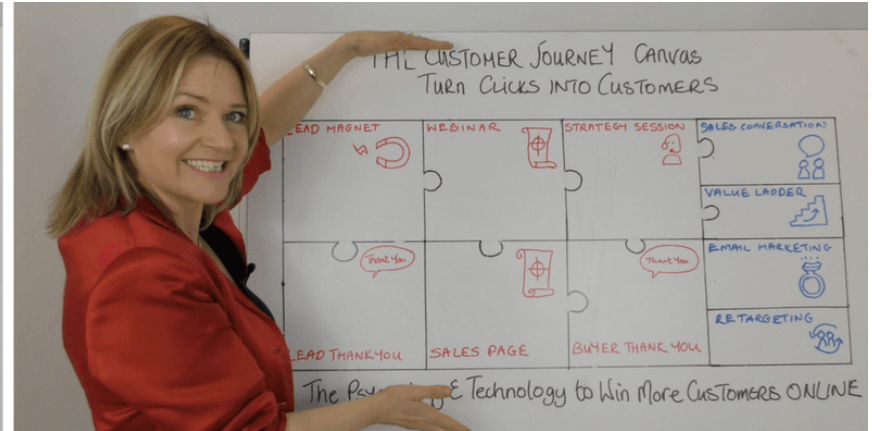 THE CUSTOMER JOURNEY CANVAS
TURN CLICKS INTO CUSTOMERS
LEAD MAGNET
WEBINAR
STRATEGY SESSION
SALES CONVERSATION
VALUE LADDER
Thank You
Thank You
EMAIL MARKETING
RETARGETING
LEAD THANKYOU
SALES PAGE
BUYER THANK YOU
The & Technology to Win More CUSTOMERS ONLINE